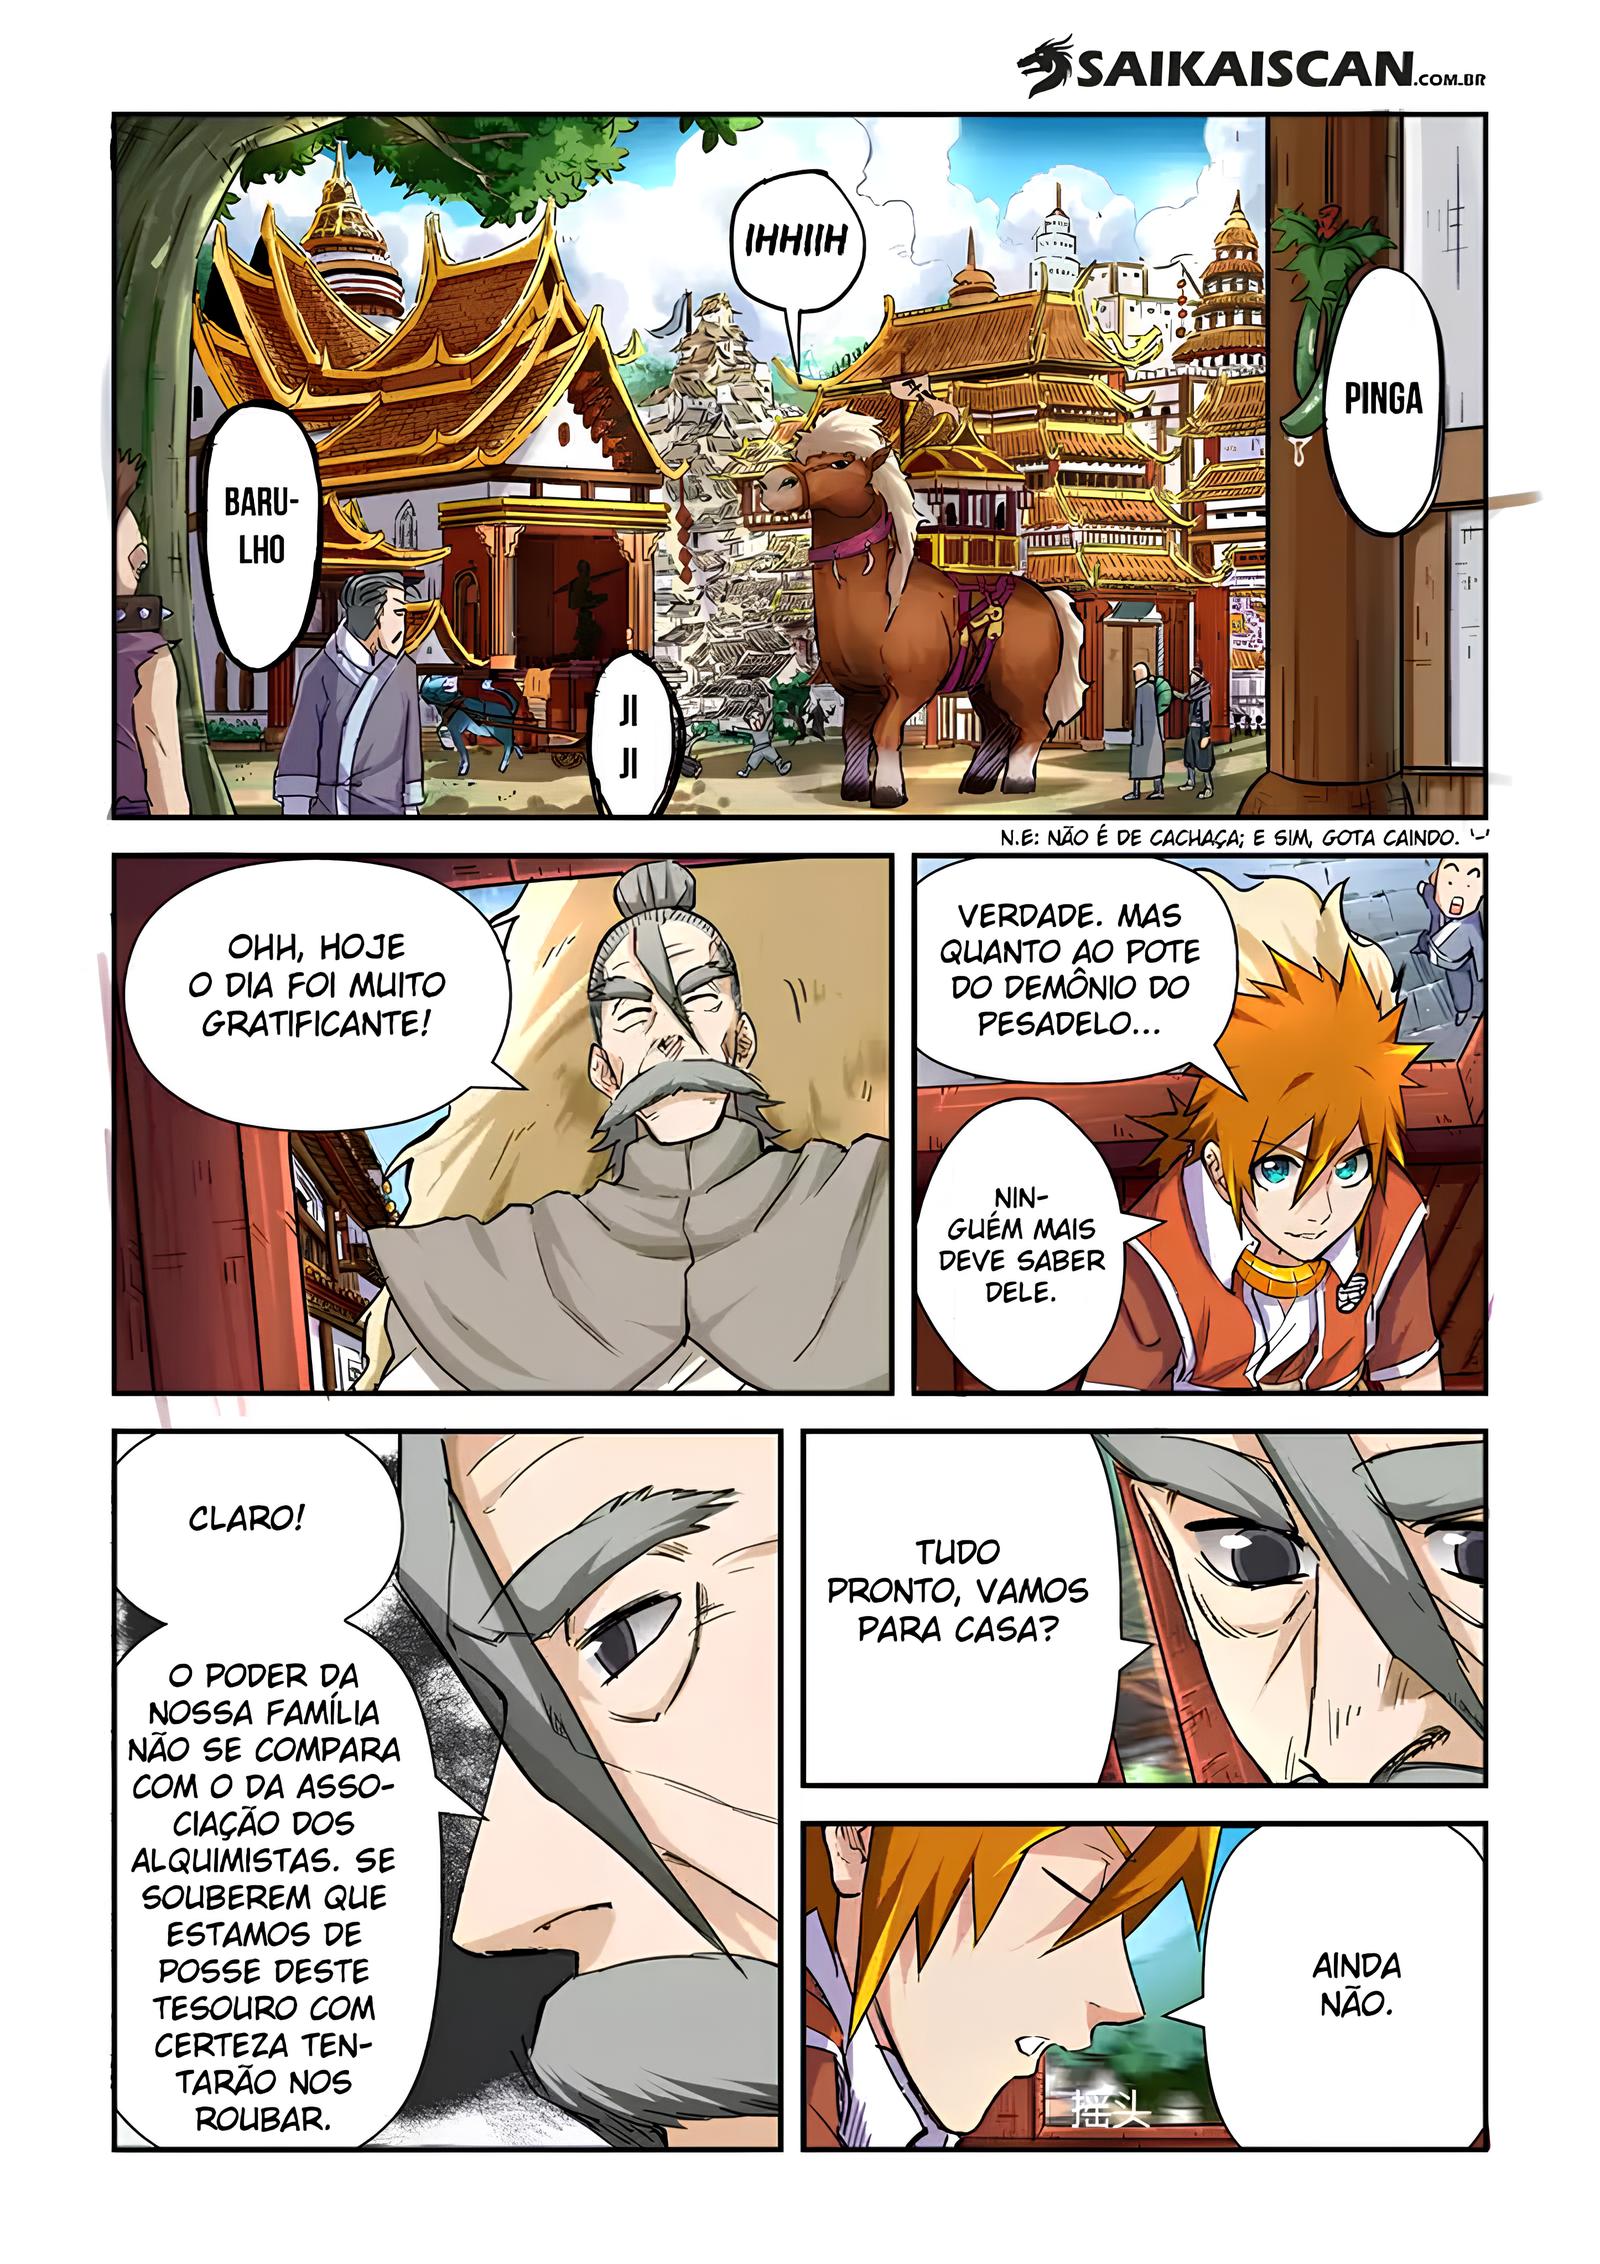 SAIKAISCAN.COM.BR
IHHIIH
PINGA
BARU-
LHO
JI
JI
N.E: NÃO É DE CACHAÇA; E SIM, GOTA CAINDO. '-'
OHH, HOJE
O DIA FOI MUITO
GRATIFICANTE!
VERDADE. MAS
QUANTO AO POTE
DO DEMÔNIO DO
PESADELO...
NIN-
GUÉM MAIS
DEVE SABER
DELE.
CLARO!
O PODER DA
NOSSA FAMÍLIA
NÃO SE COMPARA
COM O DA ASSO-
CIAÇÃO DOS
ALQUIMISTAS. SE
SOUBEREM QUE
ESTAMOS DE
POSSE DESTE
TESOURO COM
CERTEZA TEN-
TARÃO NOS
ROUBAR.
TUDO
PRONTO, VAMOS
PARA CASA?
AINDA
NÃO.
摇头